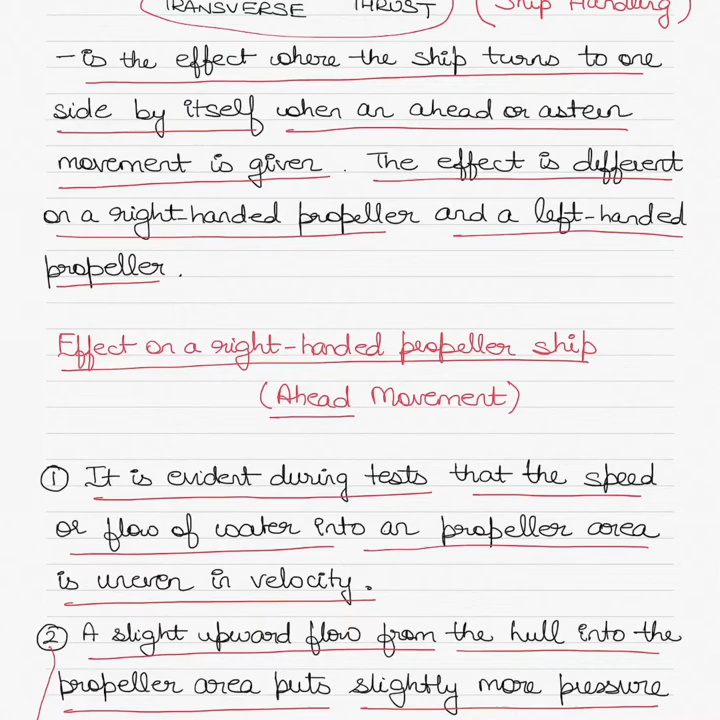 TRANSVERSE THRUST (Ship Handling)
- is the effect where the ship turns to one
side by itself when an ahead or astern
movement is given. The effect is different
on a right-handed propeller and a left-handed
propeller.
Effect on a right-handed propeller ship
(Ahead Movement)
① It is evident during tests that the speed
or flow of water into an propeller area
is uneven in velocity.
② A slight upward flow from the hull into the
propeller area puts slightly more pressure